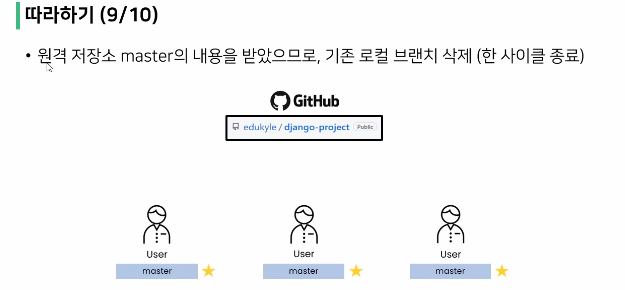 따라하기 (9/10)
• 원격 저장소 master의 내용을 받았으므로, 기존 로컬 브랜치 삭제 (한 사이클 종료)
GitHub
edukyle / django-project Public
User User User
master master master